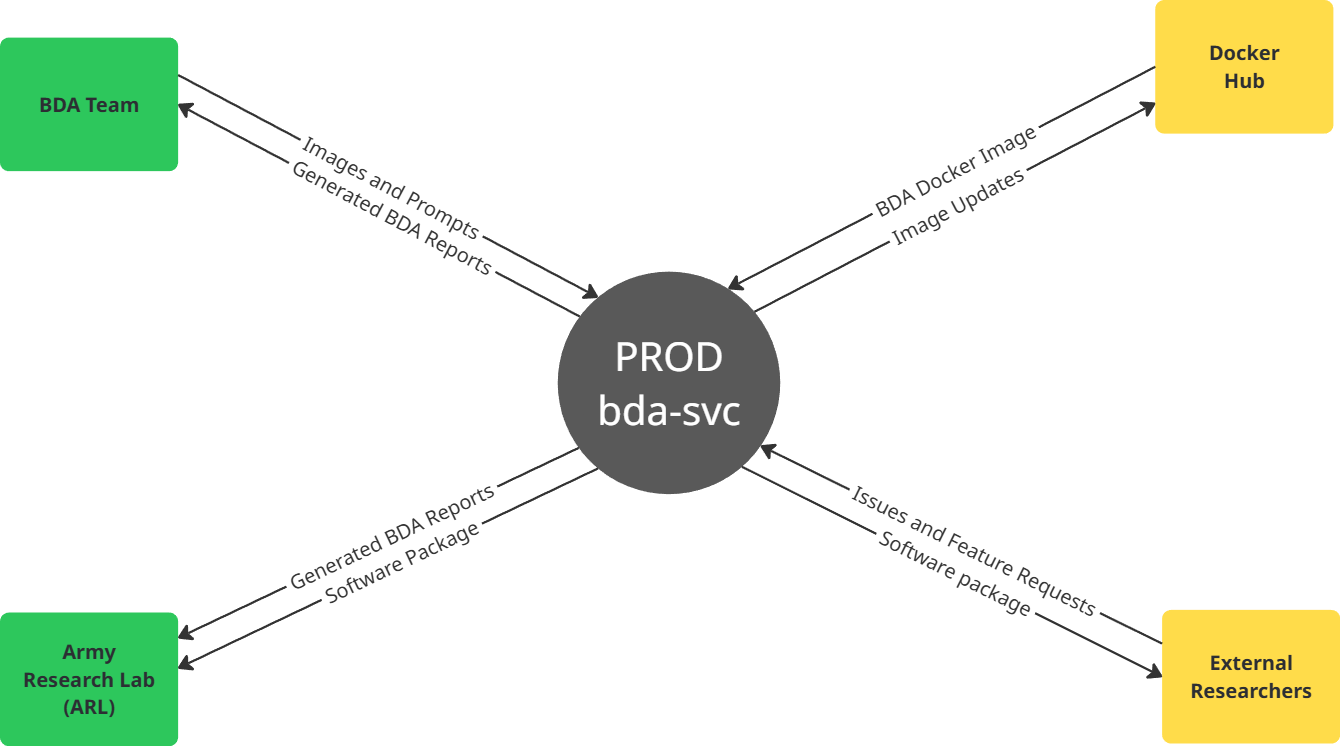 BDA Team
Docker
Hub
Images and Prompts
Generated BDA Reports
BDA Docker Image
Image Updates
PROD
bda-svc
Generated BDA Reports
Software Package
Issues and Feature Requests
Software package
Army
Research Lab
(ARL)
External
Researchers